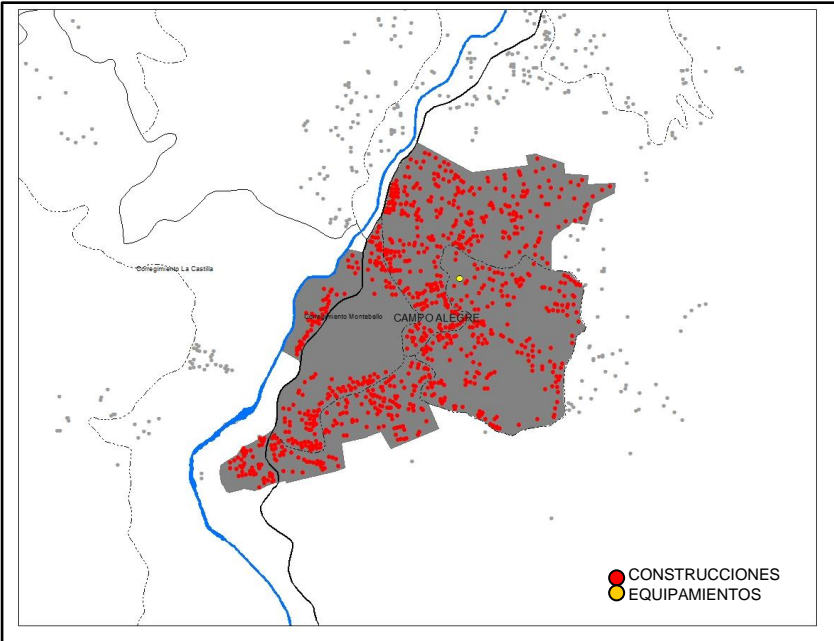 Corregimiento La Castilla
Corregimiento Montebello
CAMPO ALEGRE
CONSTRUCCIONES
EQUIPAMIENTOS